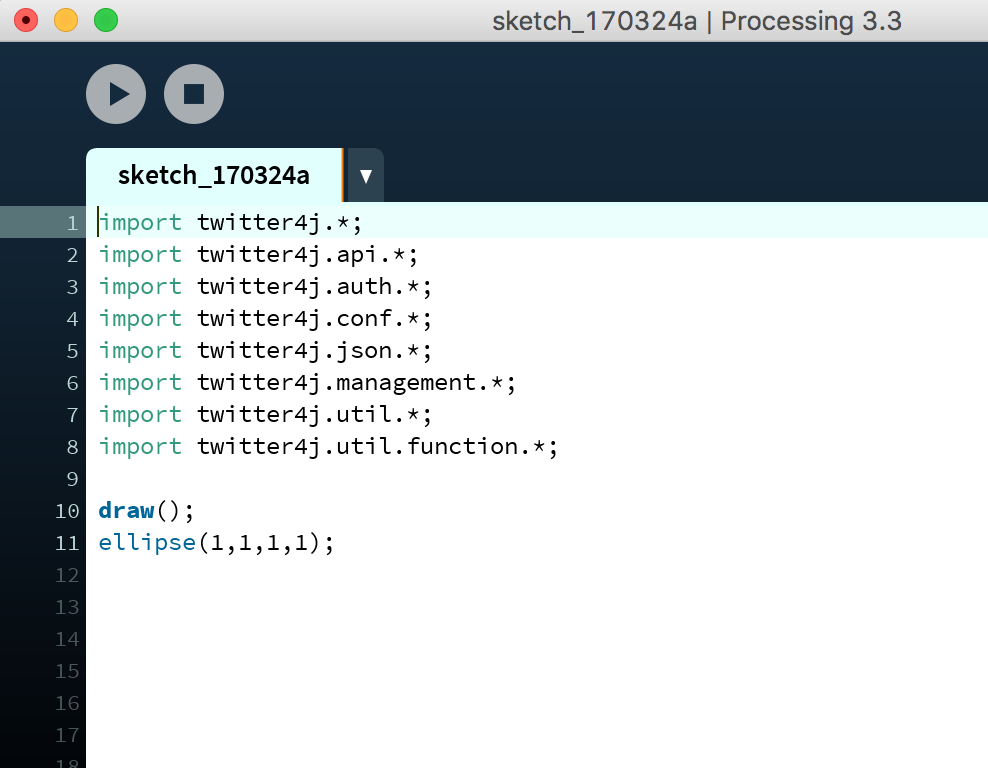 sketch_170324a | Processing 3.3
sketch_170324a ▼
1 import twitter4j.*;
2 import twitter4j.api.*;
3 import twitter4j.auth.*;
4 import twitter4j.conf.*;
5 import twitter4j.json.*;
6 import twitter4j.management.*;
7 import twitter4j.util.*;
8 import twitter4j.util.function.*;
9
10 draw();
11 ellipse(1,1,1,1);
12
13
14
15
16
17
18